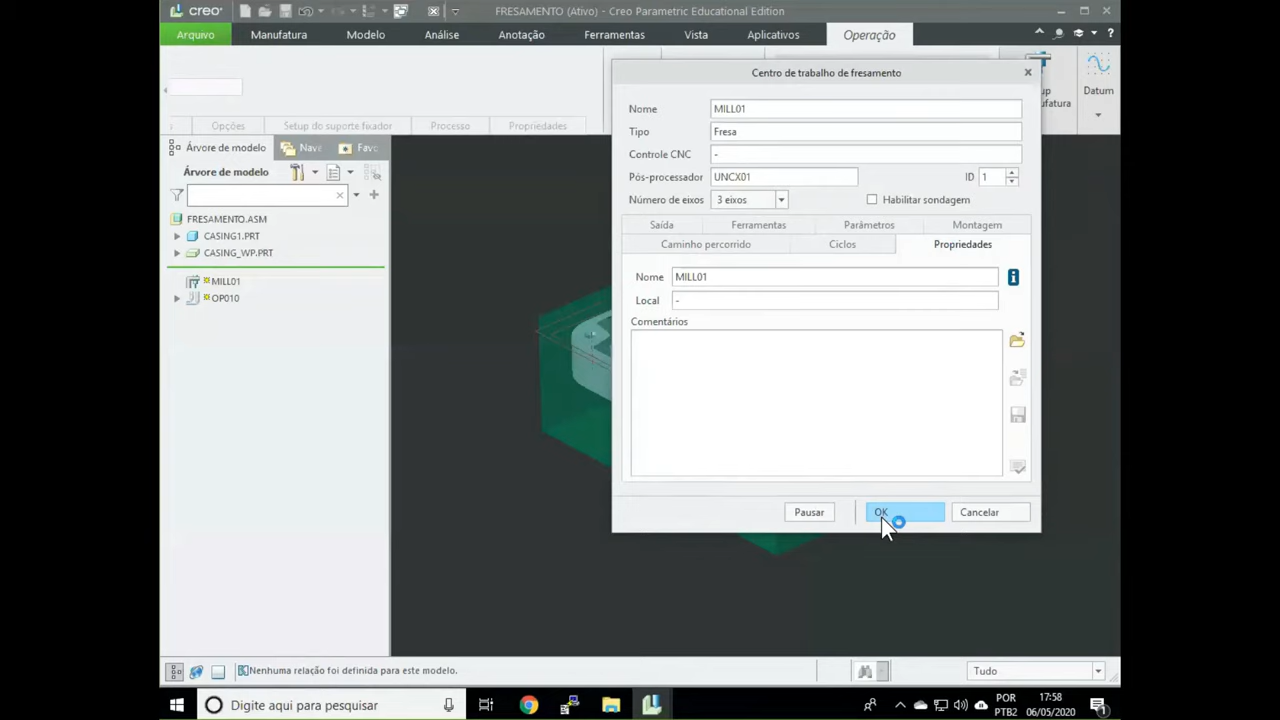 creo
FRESAMENTO (Ativo) - Creo Parametric Educational Edition
Arquivo
Manufatura
Modelo
Análise
Anotação
Ferramentas
Vista
Aplicativos
Operação
Datum
Opções
Setup do suporte fixador
Processo
Propriedades
Árvore de modelo
Nave
Favo
Árvore de modelo
FRESAMENTO.ASM
CASING1.PRT
CASING_WP.PRT
MILL01
OP010
Centro de trabalho de fresamento
Nome MILL01
Tipo Fresa
Controle CNC -
Pós-processador UNCX01 ID 1
Número de eixos 3 eixos Habilitar sondagem
Saída Ferramentas Parâmetros Montagem
Caminho percorrido Ciclos Propriedades
Nome MILL01
Local -
Comentários
Pausar OK Cancelar
Nenhuma relação foi definida para este modelo.
Tudo
Digite aqui para pesquisar
POR
PTB2
17:58
06/05/2020
1